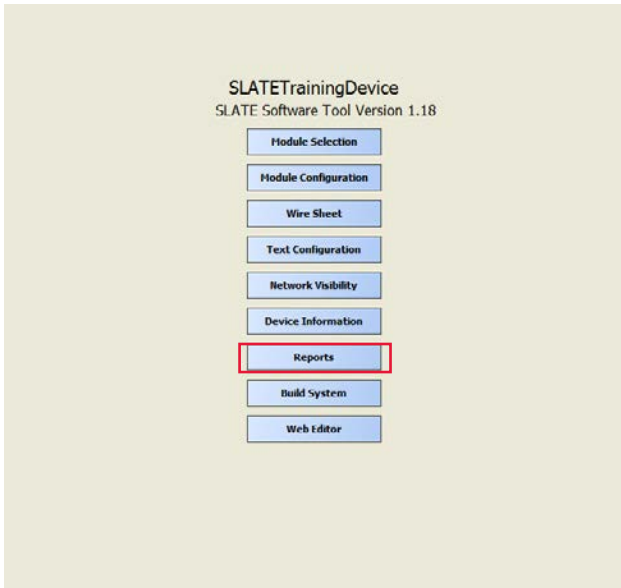 SLATETrainingDevice
SLATE Software Tool Version 1.18
Module Selection
Module Configuration
Wire Sheet
Text Configuration
Network Visibility
Device Information
Reports
Build System
Web Editor